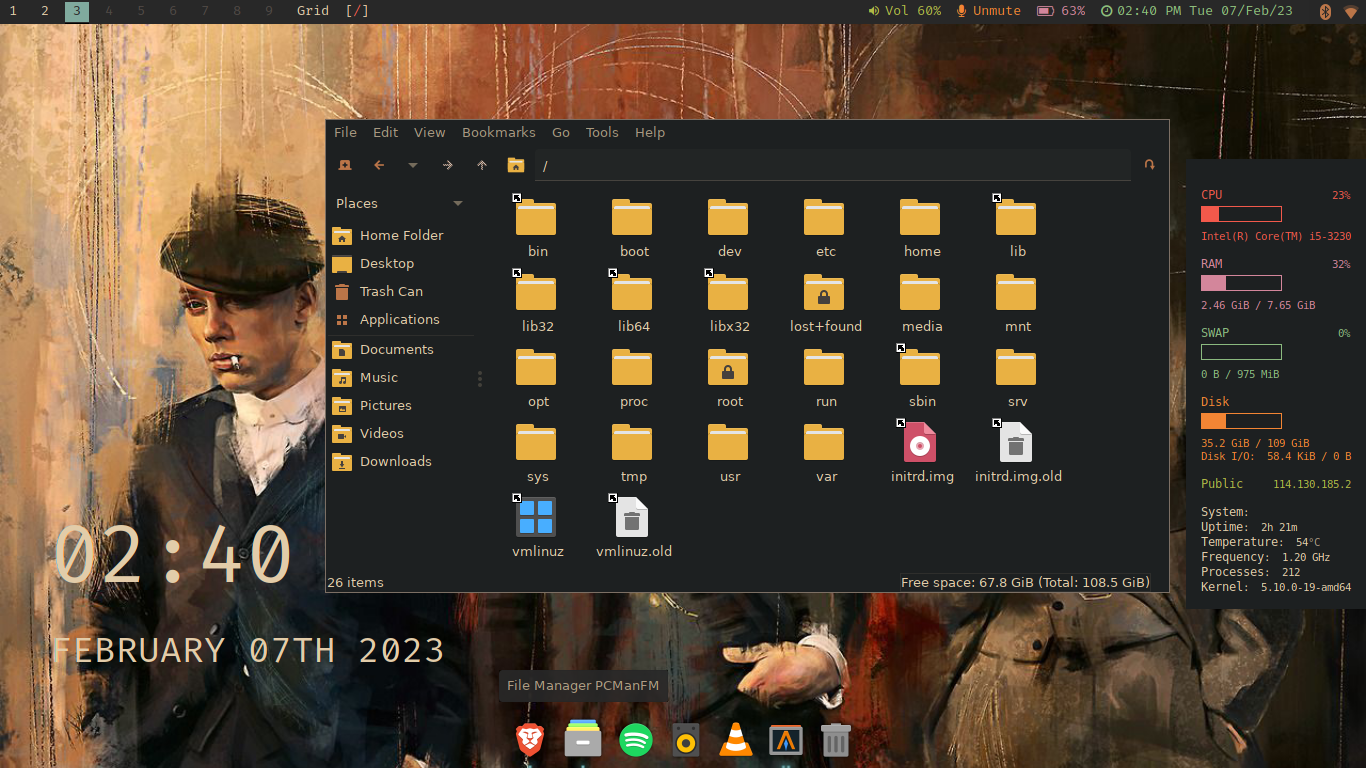 1 2 3 4 5 6 7 8 9 Grid [/] Vol 60% Unmute 63% 02:40 PM Tue 07/Feb/23
File Edit View Bookmarks Go Tools Help
/
Places
Home Folder
Desktop
Trash Can
Applications
Documents
Music
Pictures
Videos
Downloads
bin boot dev etc home lib
lib32 lib64 libx32 lost+found media mnt
opt proc root run sbin srv
sys tmp usr var initrd.img initrd.img.old
vmlinuz vmlinuz.old
26 items Free space: 67.8 GiB (Total: 108.5 GiB)
CPU 23%
Intel(R) Core(TM) i5-3230
RAM 32%
2.46 GiB / 7.65 GiB
SWAP 0%
0 B / 975 MiB
Disk
35.2 GiB / 109 GiB
Disk I/O: 58.4 KiB / 0 B
Public 114.130.185.2
System:
Uptime: 2h 21m
Temperature: 54°C
Frequency: 1.20 GHz
Processes: 212
Kernel: 5.10.0-19-amd64
02:40
FEBRUARY 07TH 2023
File Manager PCManFM